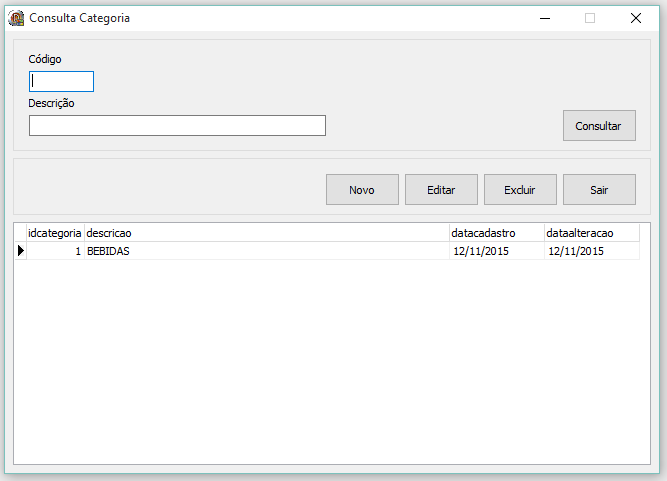 Consulta Categoria
Código
Descrição
Consultar
Novo Editar Excluir Sair
idcategoria descricao datacadastro dataalteracao
1 BEBIDAS 12/11/2015 12/11/2015